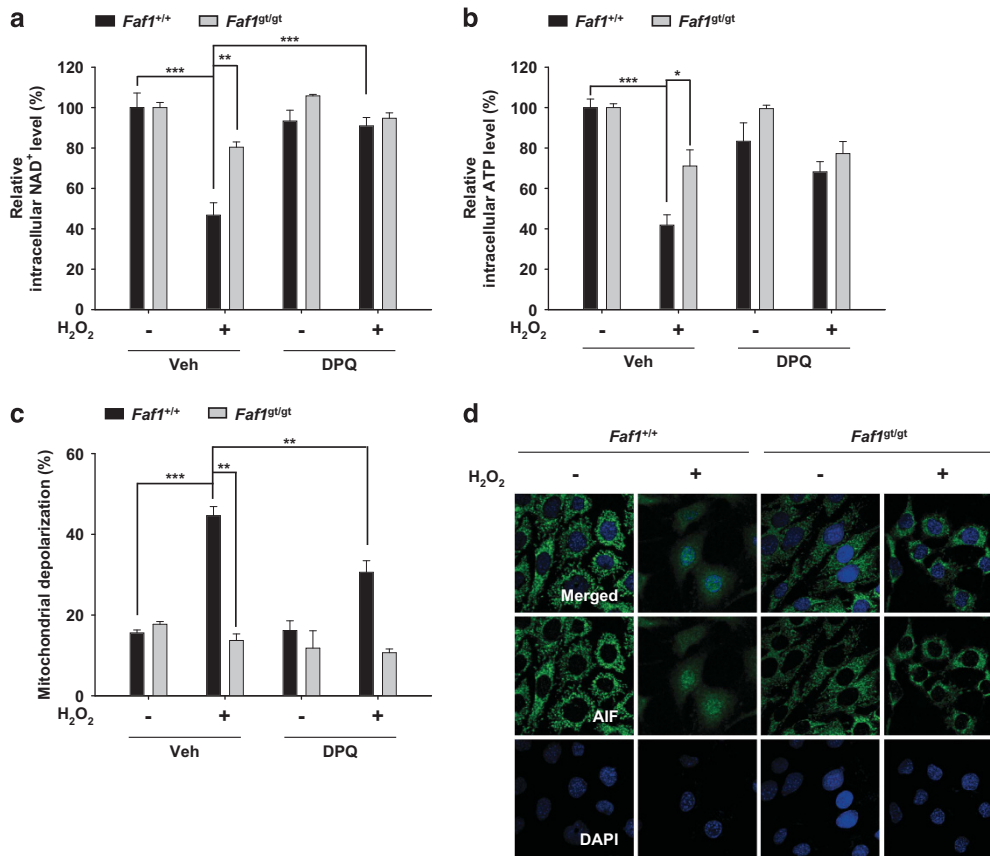 a
Faf1+/+ Faf1gt/gt
Relative
intracellular NAD+ level (%)
120
100
80
60
40
20
0
***
**
***
H2O2 - + - +
Veh DPQ
b
Faf1+/+ Faf1gt/gt
Relative
intracellular ATP level (%)
120
100
80
60
40
20
0
***
*
H2O2 - + - +
Veh DPQ
c
Faf1+/+ Faf1gt/gt
Mitochondrial depolarization (%)
60
40
20
0
***
**
**
H2O2 - + - +
Veh DPQ
d
Faf1+/+ Faf1gt/gt
H2O2 - + - +
Merged
AIF
DAPI